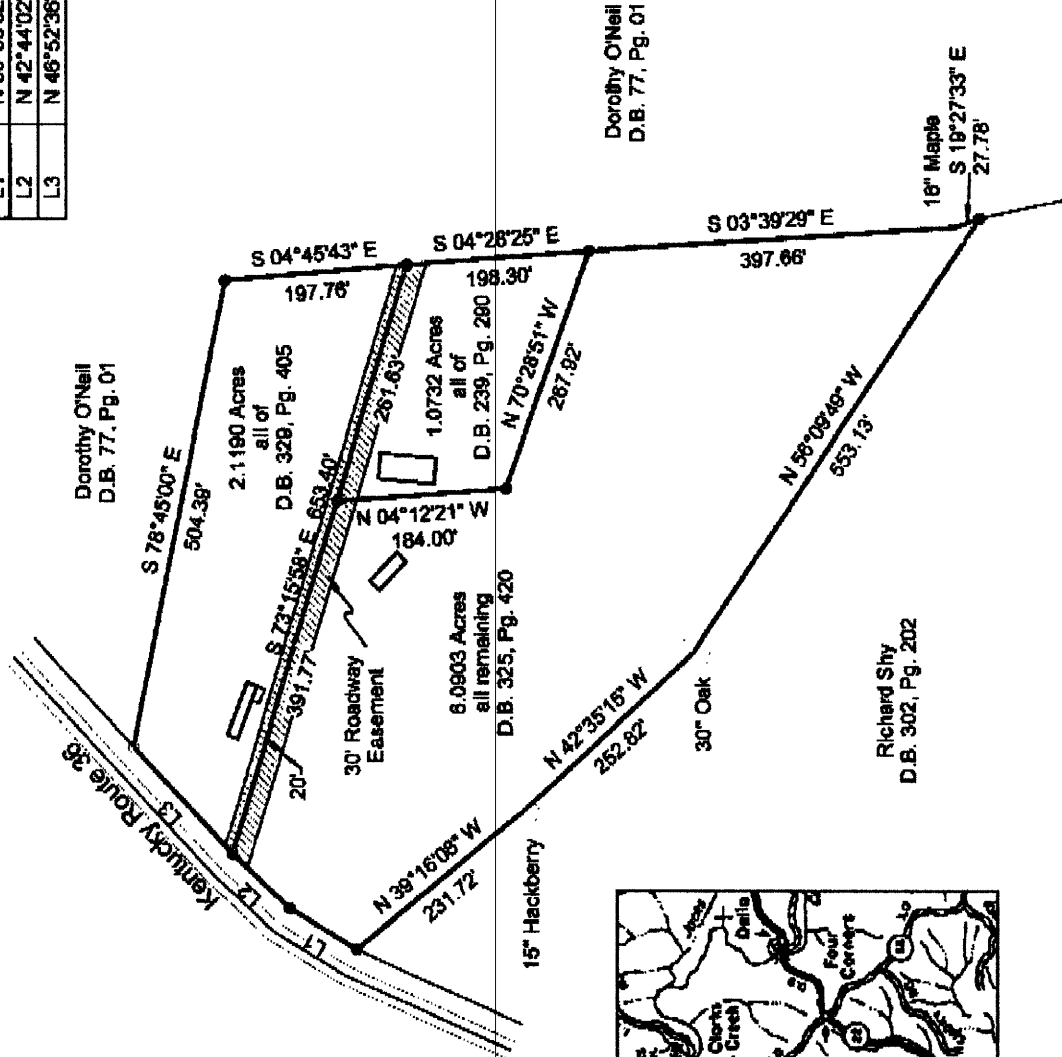 L2 N 42°44'02"
L3 N 46°52'36"
Dorothy O'Neil
D.B. 77, Pg. 01
Dorothy O'Neil
D.B. 77, Pg. 01
Kentucky Route 36
L3
L2
L1
S 78°45'00" E
504.39'
S 04°45'43" E
197.76'
2.1190 Acres
all of
D.B. 329, Pg. 405
S 04°28'25" E
198.30'
S 73°15'58" E 653.40'
391.77'
261.63'
20'
30' Roadway
Easement
1.0732 Acres
all of
D.B. 239, Pg. 290
N 70°28'51" W
267.92'
N 04°12'21" W
184.00'
S 03°39'29" E
397.66'
18" Maple
S 19°27'33" E
27.78'
6.0903 Acres
all remaining
D.B. 325, Pg. 420
N 56°09'49" W
553.13'
N 42°35'15" W
252.82'
30" Oak
N 39°16'08" W
231.72'
15" Hackberry
Richard Shy
D.B. 302, Pg. 202
Clarks
Creek
Four
Corners
22